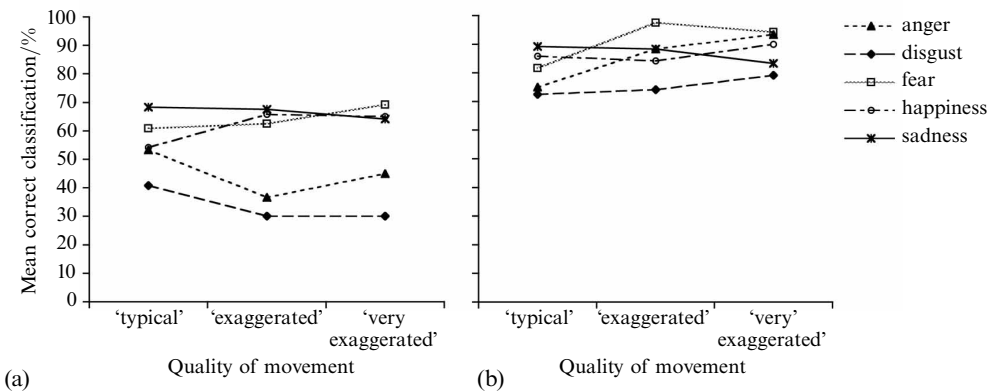 Mean correct classification/%
100
90
80
70
60
50
40
30
20
10
0
‘typical’ ‘exaggerated’ ‘very
exaggerated’
Quality of movement
(a)
‘typical’ ‘exaggerated’ ‘very’
exaggerated’
Quality of movement
(b)
anger
disgust
fear
happiness
sadness